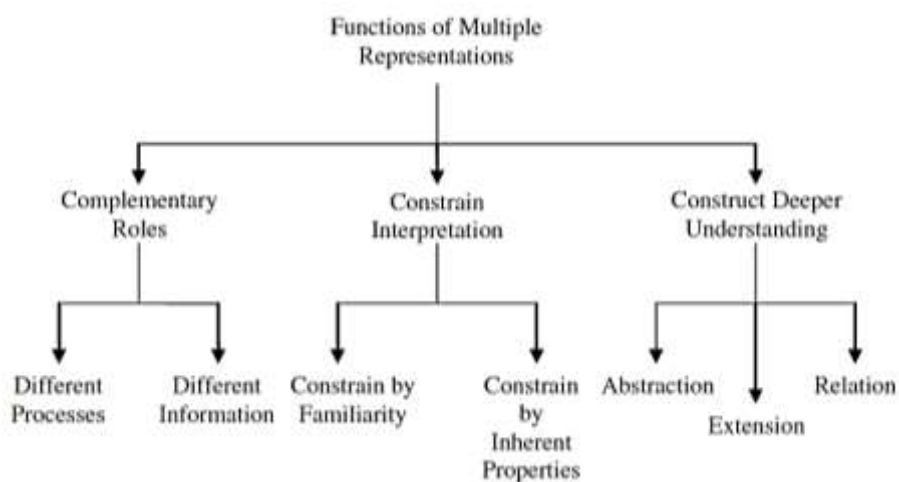 Functions of Multiple
Representations
Complementary
Roles
Constrain
Interpretation
Construct Deeper
Understanding
Different
Processes
Different
Information
Constrain by
Familiarity
Constrain
by
Inherent
Properties
Abstraction
Extension
Relation